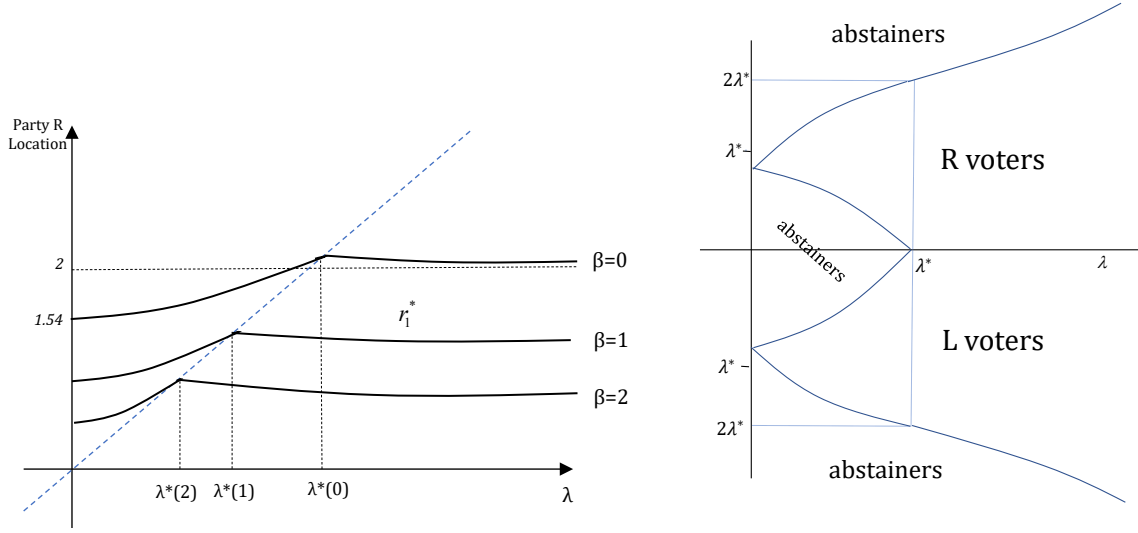 Party R
Location
2
1.54
β=0
r₁*
β=1
β=2
λ*(2)
λ*(1)
λ*(0)
λ
abstainers
2λ*
λ*
R voters
abstainers
λ*
λ
L voters
λ*
2λ*
abstainers